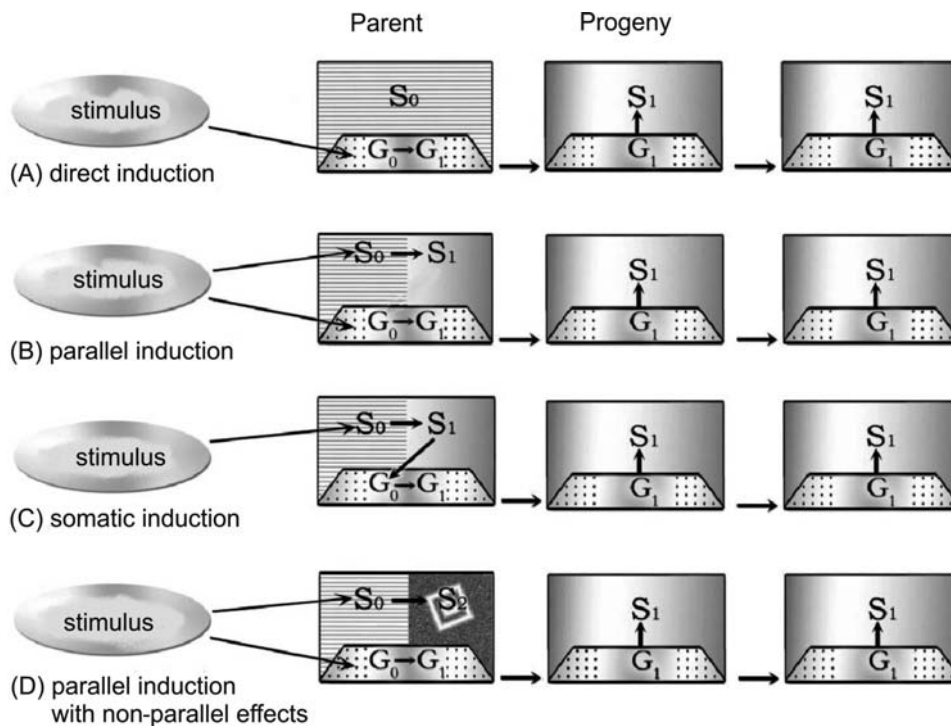 Parent Progeny
stimulus
S₀
G₀ → G₁
S₁
G₁
S₁
G₁
(A) direct induction
stimulus
S₀ → S₁
G₀ → G₁
S₁
G₁
S₁
G₁
(B) parallel induction
stimulus
S₀ → S₁
G₀ → G₁
S₁
G₁
S₁
G₁
(C) somatic induction
stimulus
S₀ → S₂
G₀ → G₁
S₁
G₁
S₁
G₁
(D) parallel induction
with non-parallel effects